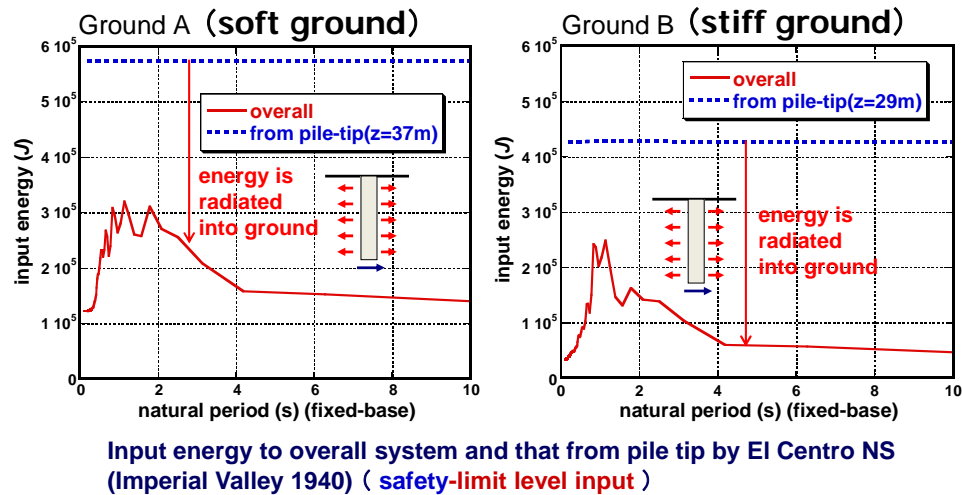 Ground A（soft ground）
6 10⁵
5 10⁵
4 10⁵
3 10⁵
2 10⁵
1 10⁵
0
input energy (J)
overall
from pile-tip(z=37m)
energy is
radiated
into ground
0 2 4 6 8 10
natural period (s) (fixed-base)
Ground B（stiff ground）
6 10⁵
5 10⁵
4 10⁵
3 10⁵
2 10⁵
1 10⁵
0
input energy (J)
overall
from pile-tip(z=29m)
energy is
radiated
into ground
0 2 4 6 8 10
natural period (s) (fixed-base)
Input energy to overall system and that from pile tip by El Centro NS
(Imperial Valley 1940)（ safety-limit level input ）